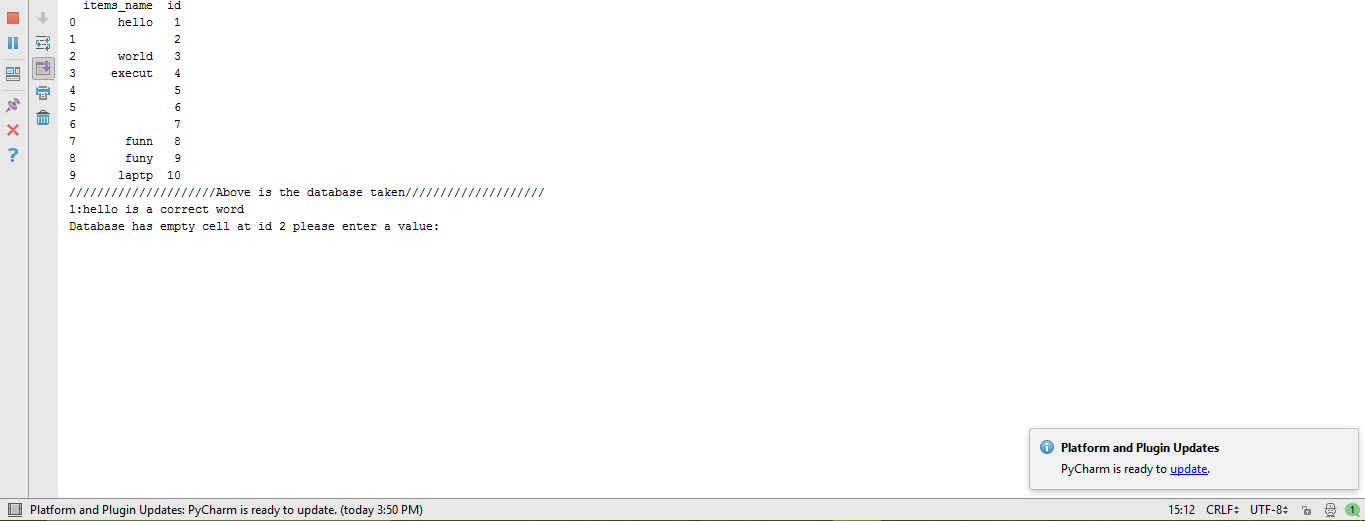 items_name id
0 hello 1
1 2
2 world 3
3 execut 4
4 5
5 6
6 7
7 funn 8
8 funy 9
9 laptp 10
/////////////////////Above is the database taken////////////////////
1:hello is a correct word
Database has empty cell at id 2 please enter a value:
Platform and Plugin Updates
PyCharm is ready to update.
Platform and Plugin Updates: PyCharm is ready to update. (today 3:50 PM) 15:12 CRLF UTF-8 1